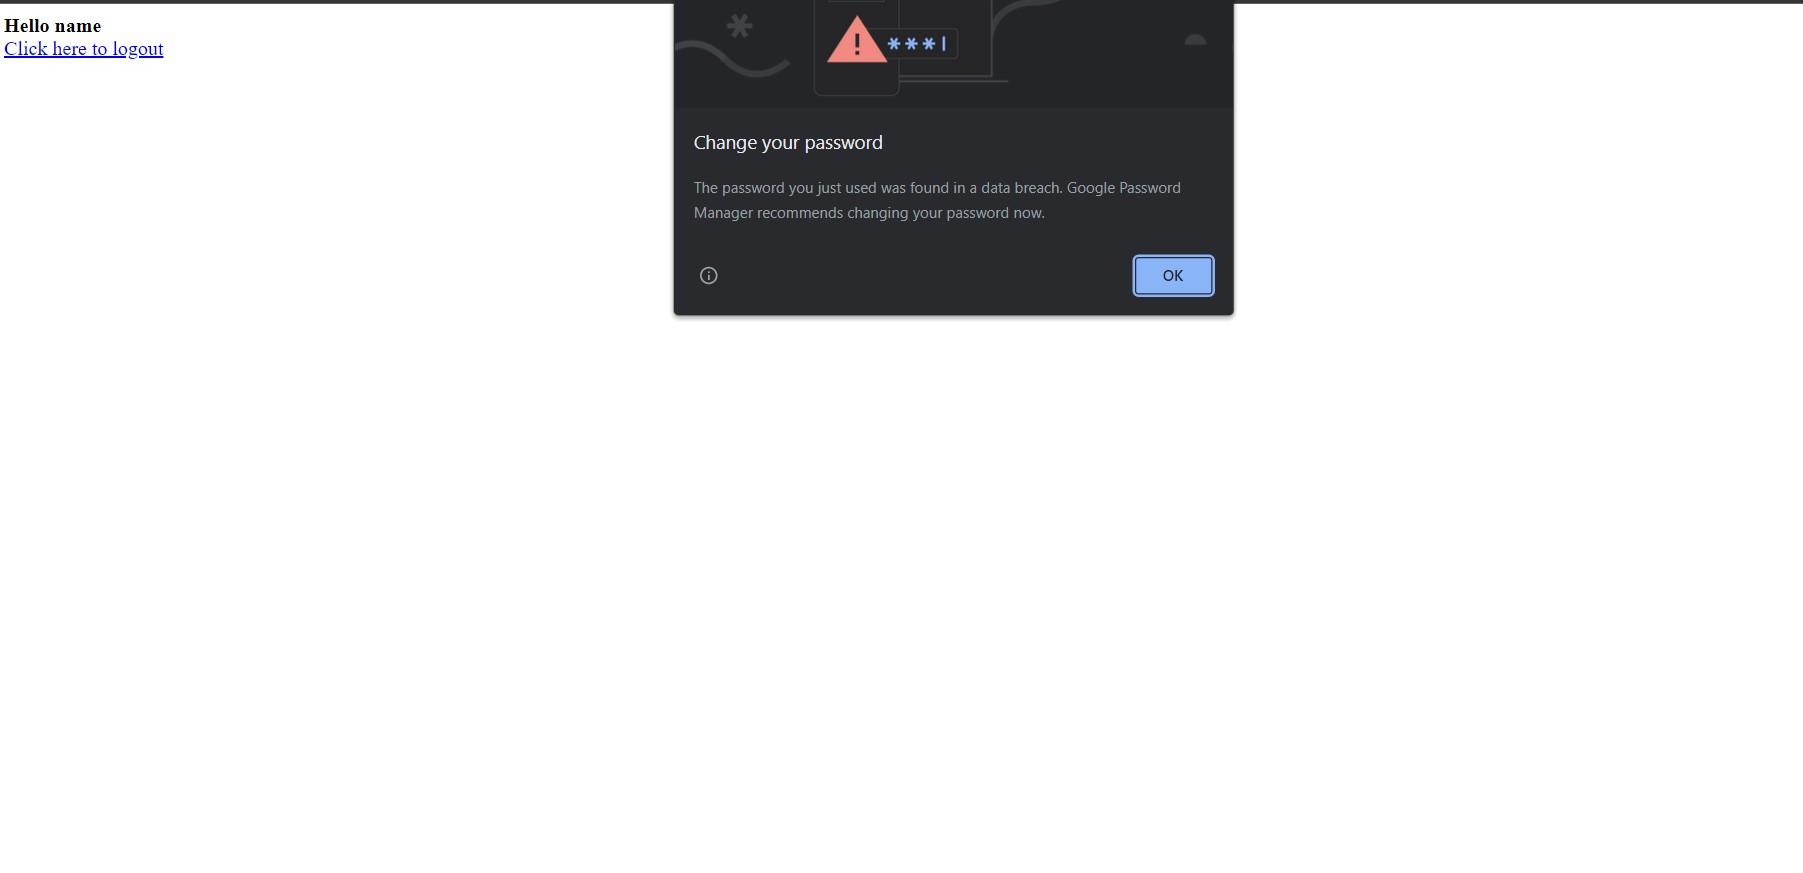 Hello name
Click here to logout
***|
Change your password
The password you just used was found in a data breach. Google Password
Manager recommends changing your password now.
OK